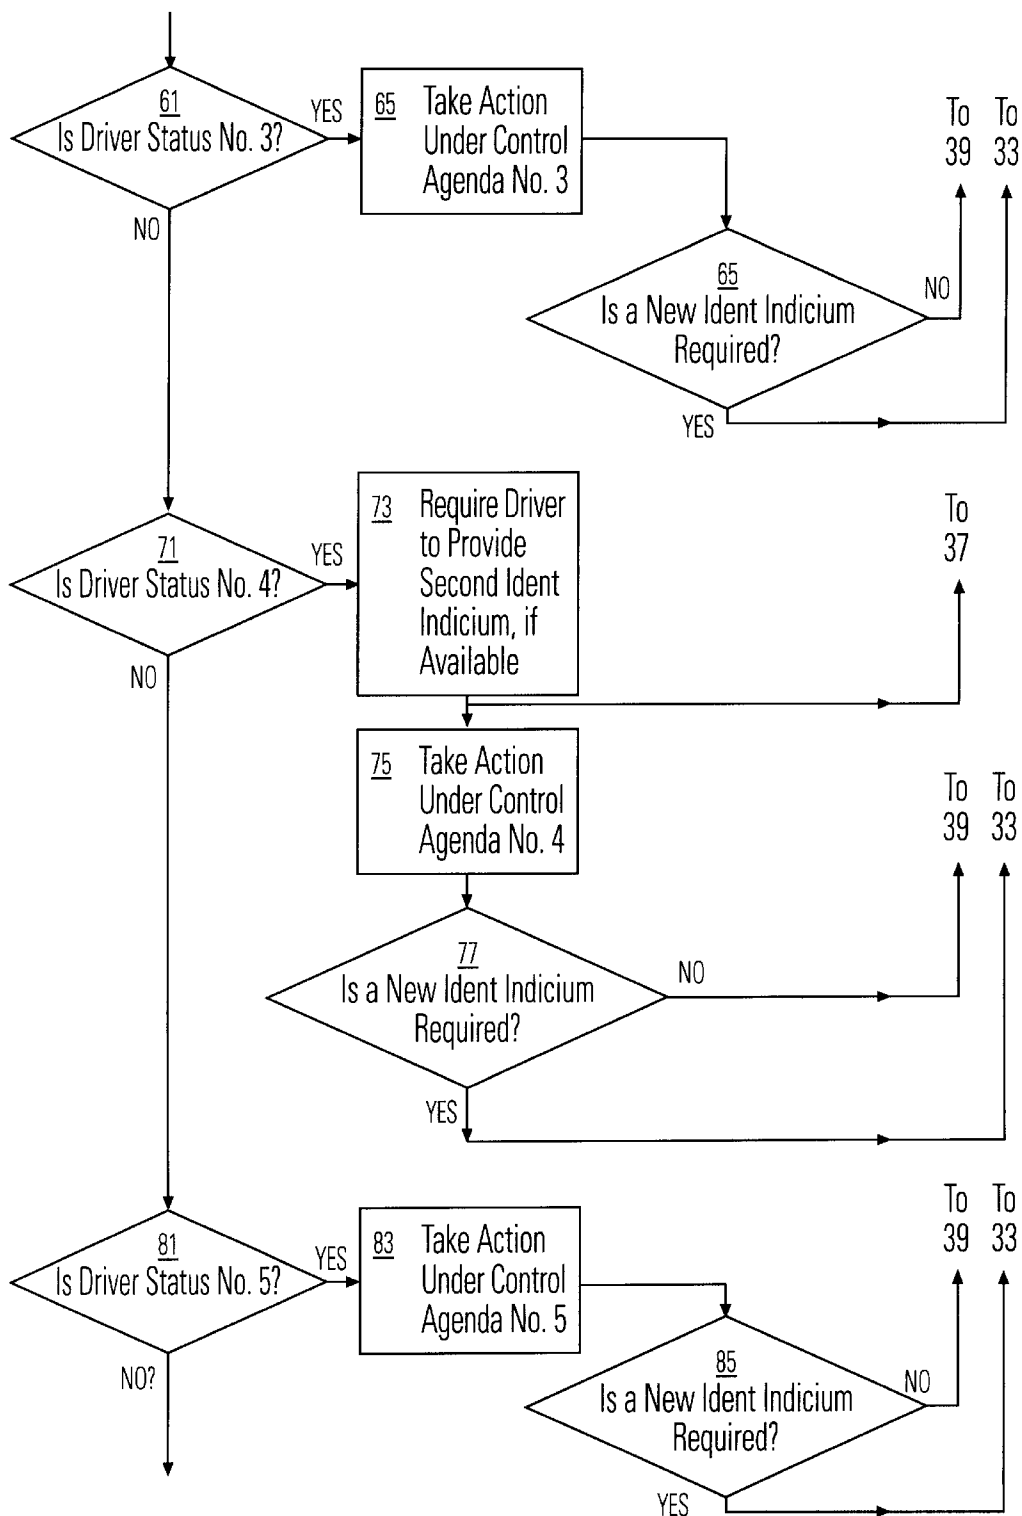 61
Is Driver Status No. 3?
YES
NO
65 Take Action
Under Control
Agenda No. 3
65
Is a New Ident Indicium
Required?
NO
YES
To To
39 33
71
Is Driver Status No. 4?
YES
NO
73 Require Driver
to Provide
Second Ident
Indicium, if
Available
To
37
75 Take Action
Under Control
Agenda No. 4
77
Is a New Ident Indicium
Required?
NO
YES
To To
39 33
81
Is Driver Status No. 5?
YES
NO?
83 Take Action
Under Control
Agenda No. 5
85
Is a New Ident Indicium
Required?
NO
YES
To To
39 33